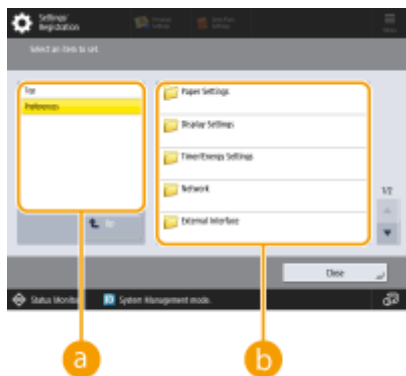 Settings/
Registration
Select an item to set.
Top
Preferences
Up
Paper Settings
Display Settings
Timer/Energy Settings
Network
External Interface
1/2
Close
Status Monitor
ID System Management mode.
a
b